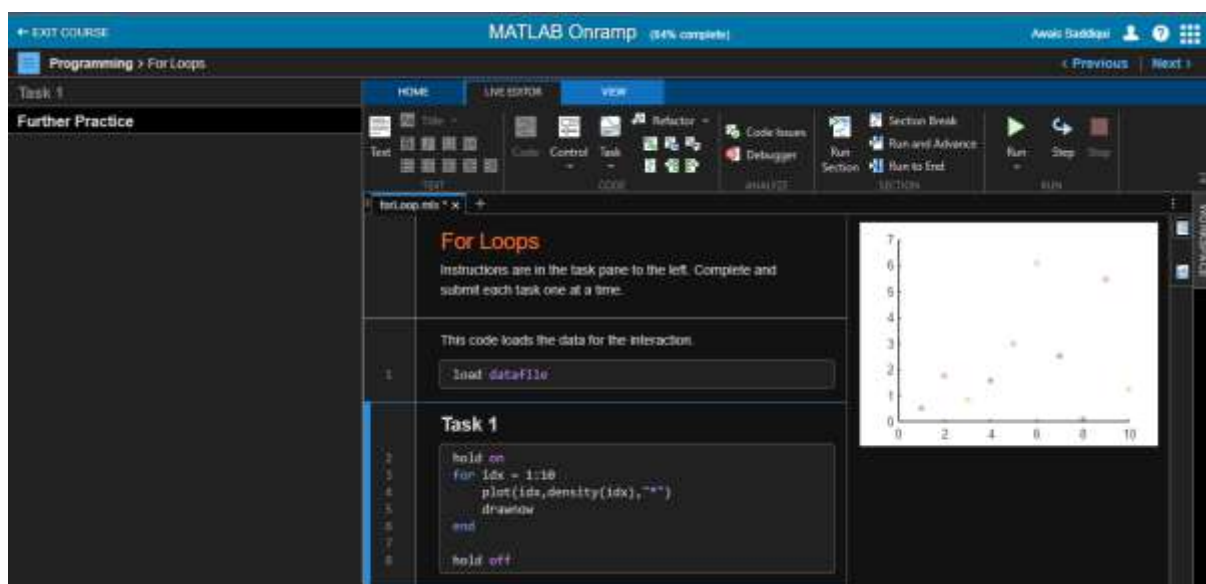 ← EXIT COURSE
MATLAB Onramp (84% complete)
Awais Saddiqui
Programming > For Loops
< Previous | Next >
Task 1
Further Practice
HOME LIVE EDITOR VIEW
Title
Refactor
Code Issues
Section Break
Run and Advance
Text
Code Control Task
Debugger
Run
Section
Run to End
Run Step Stop
TEXT CODE ANALYZE SECTION RUN
forLoop.mlx * × +
WORKSPACE
For Loops
Instructions are in the task pane to the left. Complete and
submit each task one at a time.
This code loads the data for the interaction.
1 load datafile
Task 1
2 hold on
3 for idx = 1:10
4 plot(idx,density(idx),"*")
5 drawnow
6 end
7
8 hold off
7
6
5
4
3
2
1
0
0 2 4 6 8 10